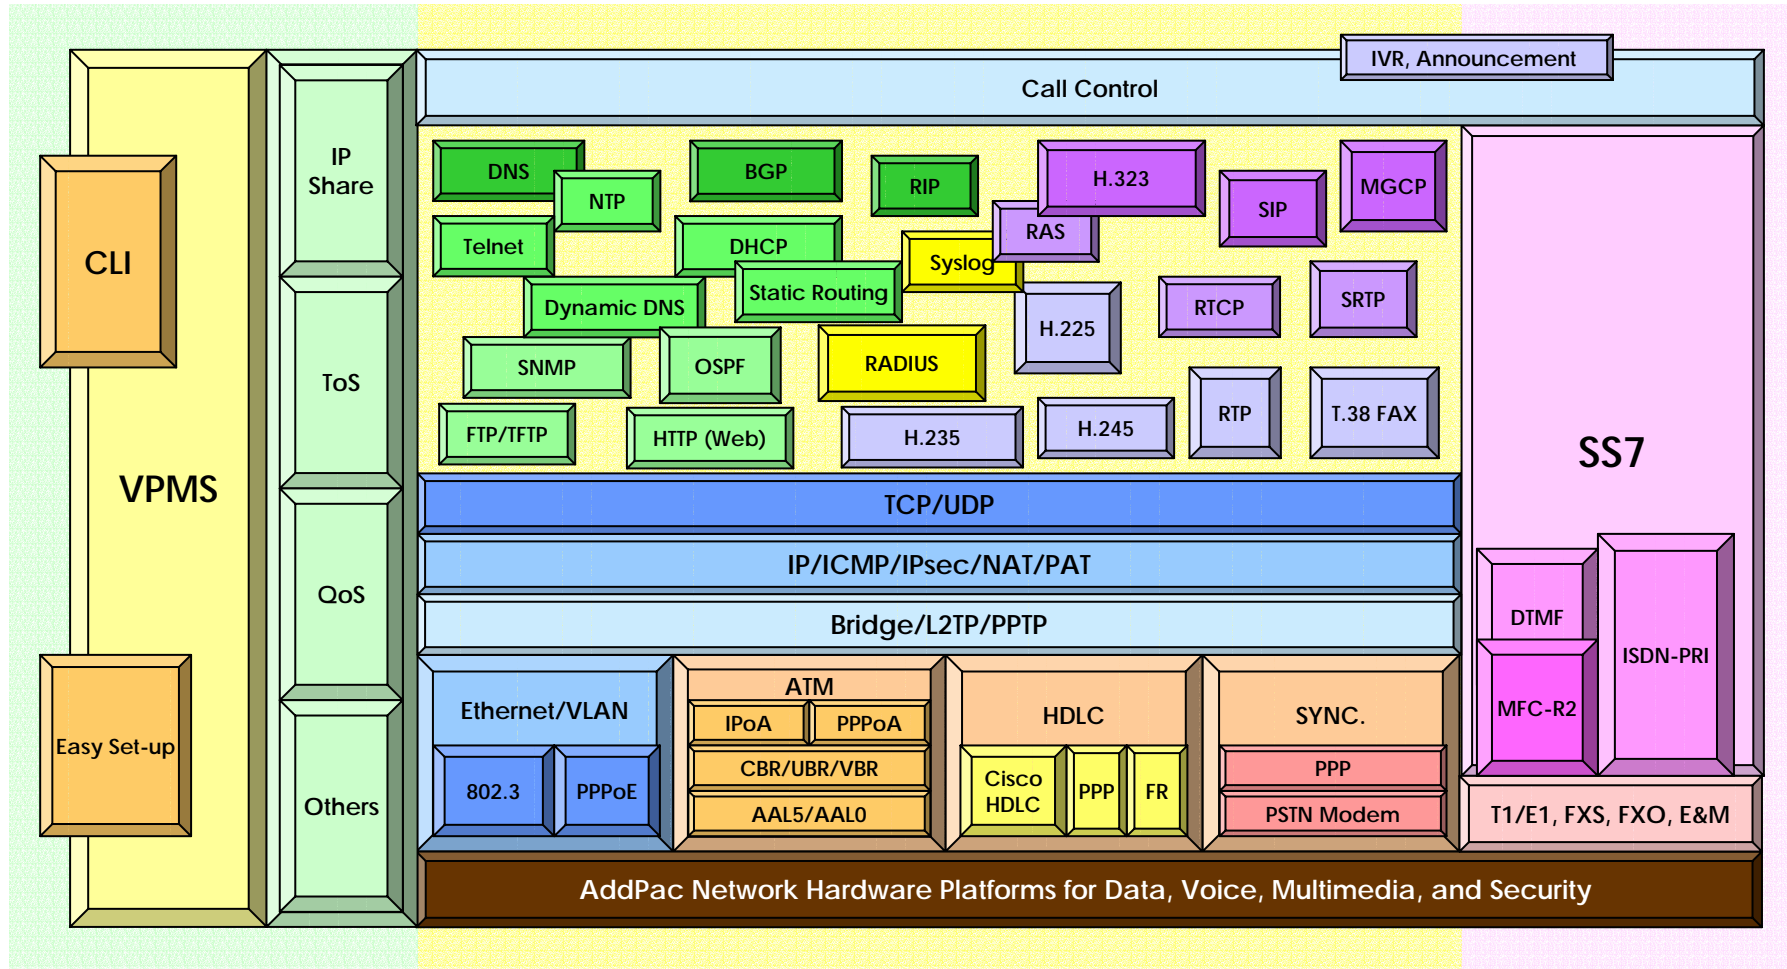 IVR, Announcement
Call Control
VPMS
CLI
Easy Set-up
IP
Share
ToS
QoS
Others
DNS
NTP
BGP
RIP
H.323
RAS
SIP
MGCP
Telnet
DHCP
Syslog
Dynamic DNS
Static Routing
H.225
RTCP
SRTP
SNMP
OSPF
RADIUS
RTP
T.38 FAX
FTP/TFTP
HTTP (Web)
H.235
H.245
SS7
TCP/UDP
IP/ICMP/IPsec/NAT/PAT
Bridge/L2TP/PPTP
DTMF
MFC-R2
ISDN-PRI
Ethernet/VLAN
802.3
PPPoE
ATM
IPoA
PPPoA
CBR/UBR/VBR
AAL5/AAL0
HDLC
Cisco
HDLC
PPP
FR
SYNC.
PPP
PSTN Modem
T1/E1, FXS, FXO, E&M
AddPac Network Hardware Platforms for Data, Voice, Multimedia, and Security